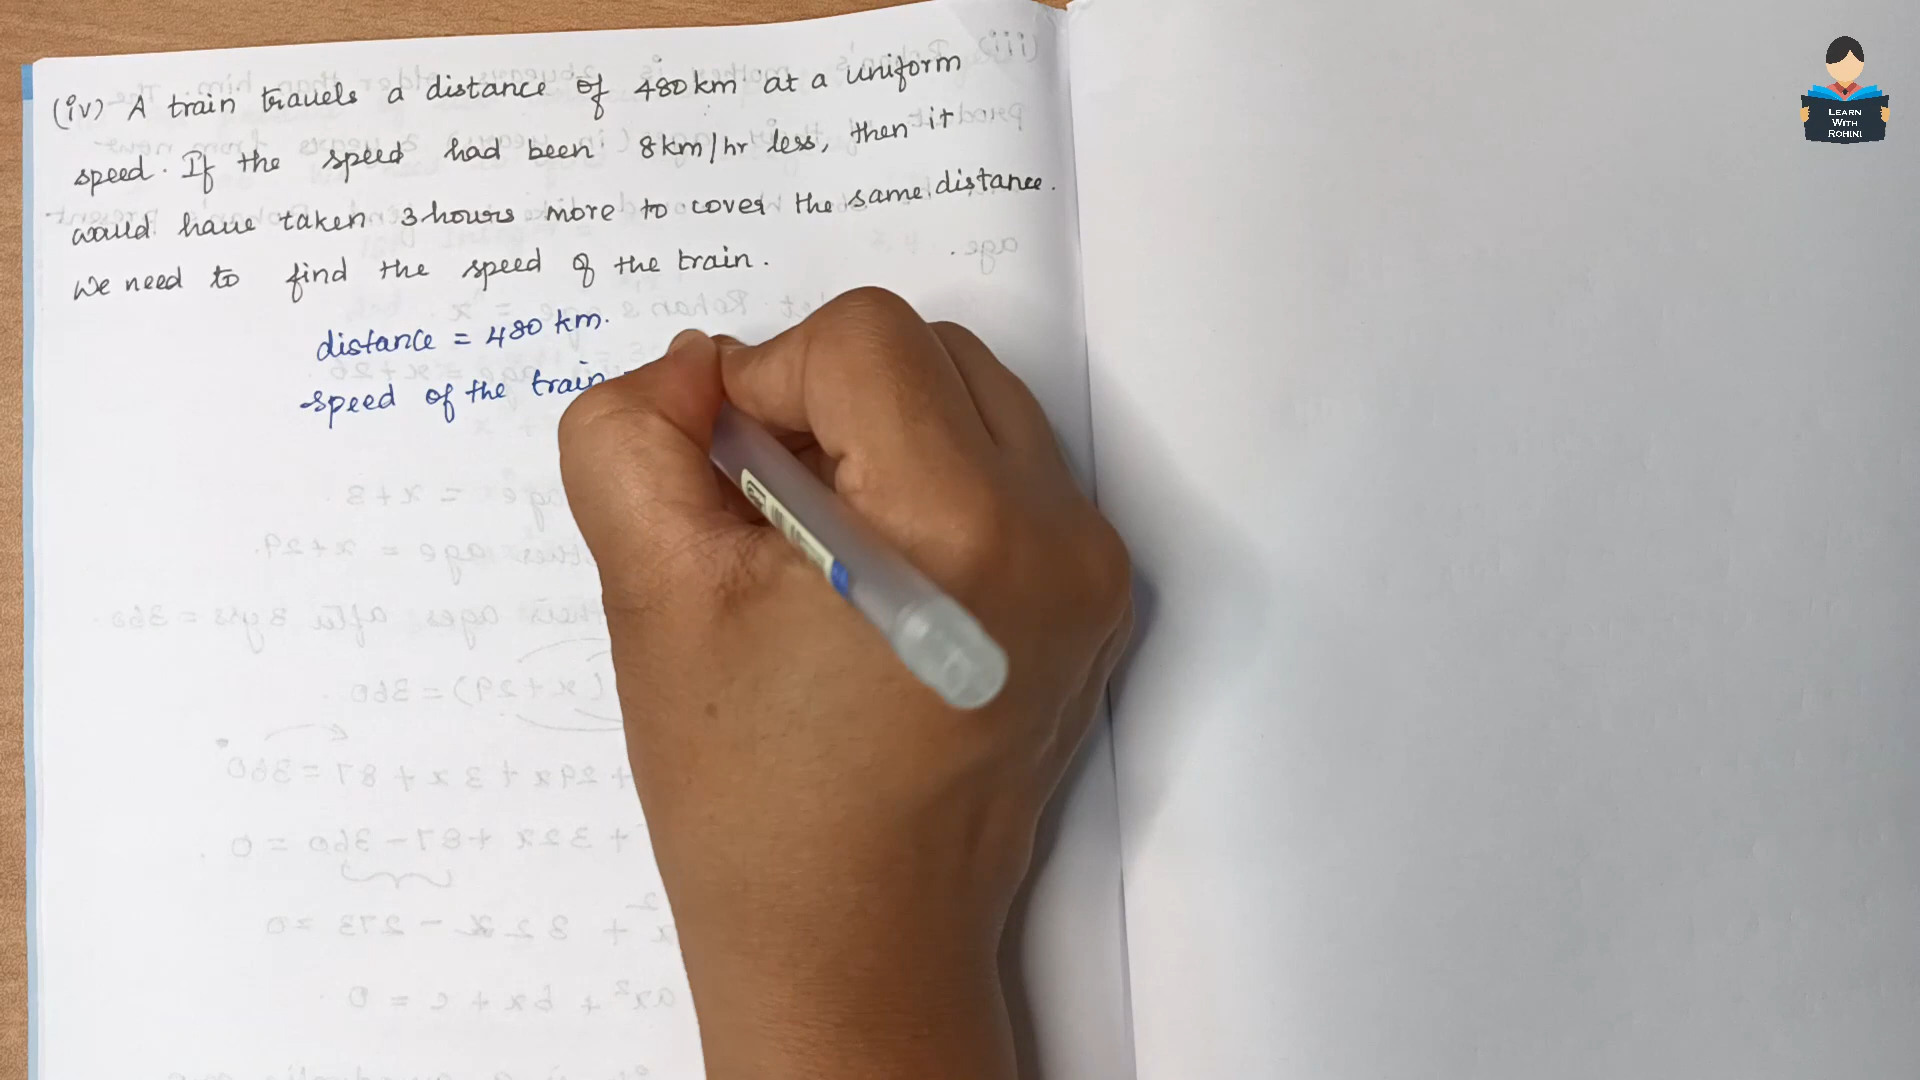 (iv) A train travels a distance of 480 km at a uniform
speed. If the speed had been 8 km/hr less, then it
would have taken 3 hours more to cover the same distance.
We need to find the speed of the train.
distance = 480 km.
speed of the train
LEARN
WITH
ROHINI